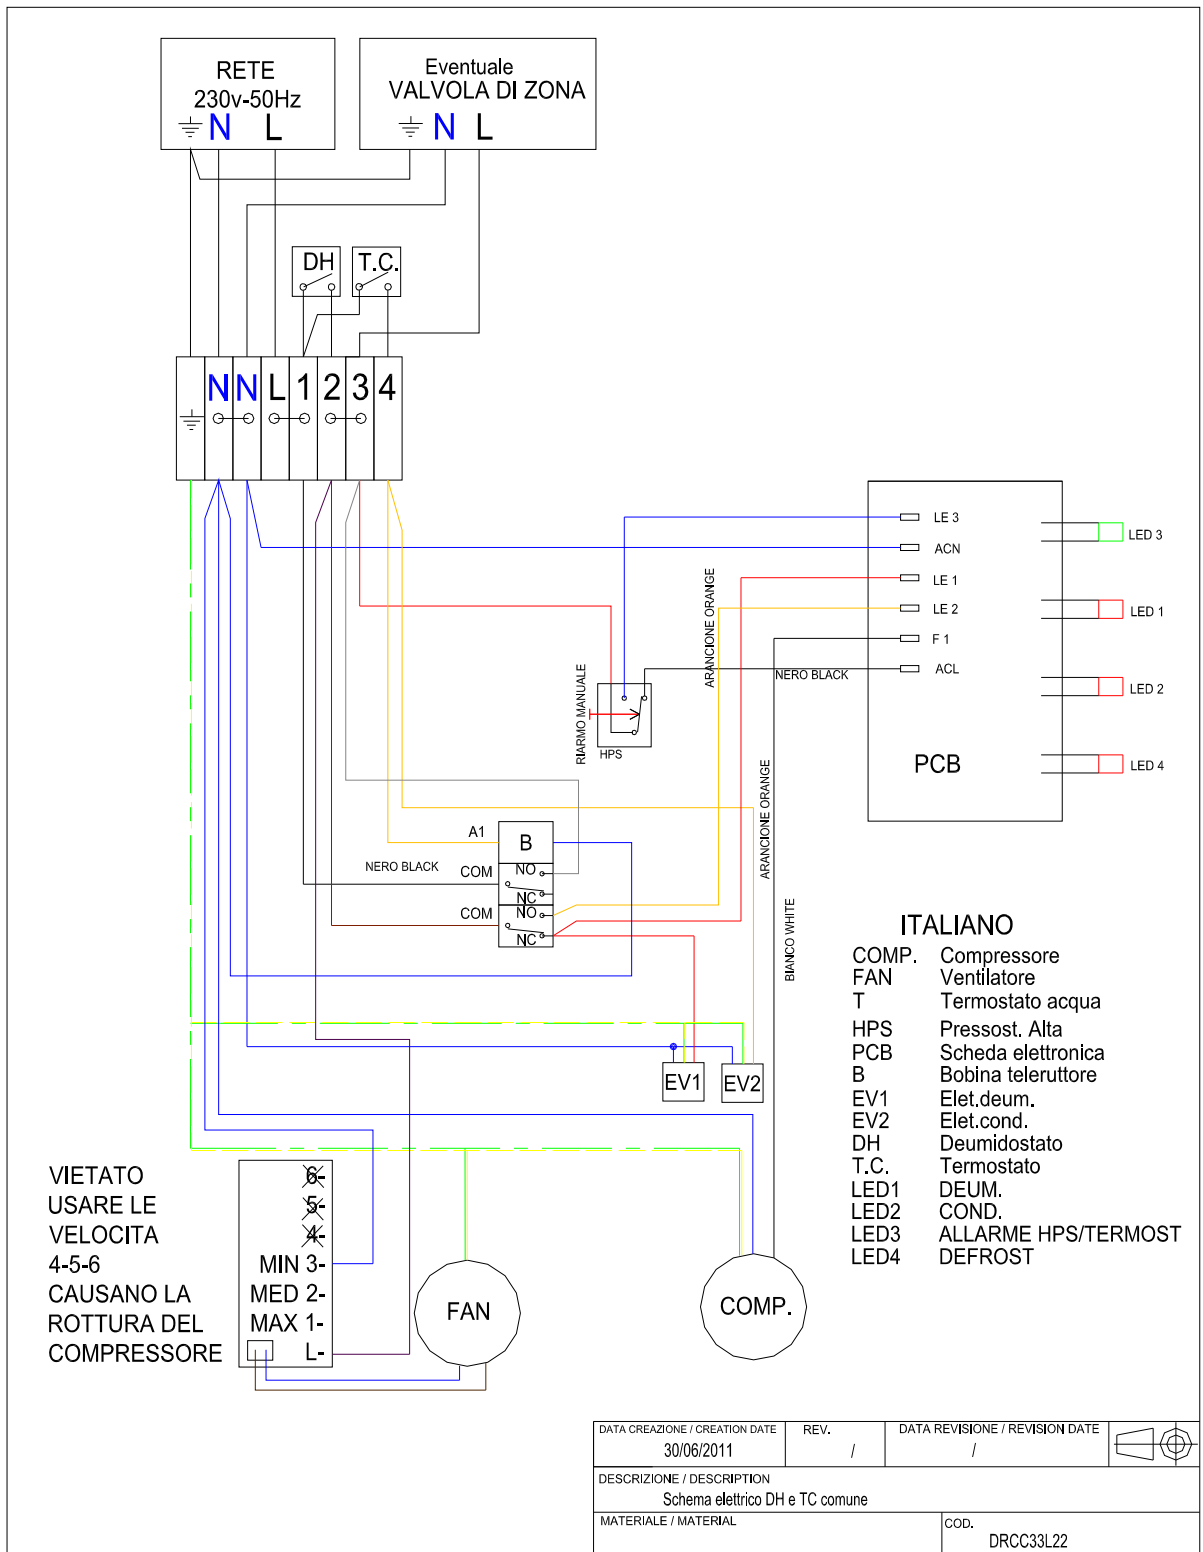 RETE
230v-50Hz
N L
Eventuale
VALVOLA DI ZONA
N L
DH
T.C.
N N L 1 2 3 4
LE 3
ACN
LE 1
LE 2
F 1
ACL
PCB
LED 3
LED 1
LED 2
LED 4
ARANCIONE ORANGE
NERO BLACK
RIARMO MANUALE
HPS
ARANCIONE ORANGE
BIANCO WHITE
A1
B
NERO BLACK
COM
NO
NC
COM
NO
NC
EV1
EV2
ITALIANO
COMP. Compressore
FAN Ventilatore
T Termostato acqua
HPS Pressost. Alta
PCB Scheda elettronica
B Bobina teleruttore
EV1 Elet.deum.
EV2 Elet.cond.
DH Deumidostato
T.C. Termostato
LED1 DEUM.
LED2 COND.
LED3 ALLARME HPS/TERMOST
LED4 DEFROST
VIETATO
USARE LE
VELOCITA
4-5-6
CAUSANO LA
ROTTURA DEL
COMPRESSORE
6-
5-
4-
MIN 3-
MED 2-
MAX 1-
L-
FAN
COMP.
DATA CREAZIONE / CREATION DATE
30/06/2011
REV.
/
DATA REVISIONE / REVISION DATE
/
DESCRIZIONE / DESCRIPTION
Schema elettrico DH e TC comune
MATERIALE / MATERIAL
COD.
DRCC33L22